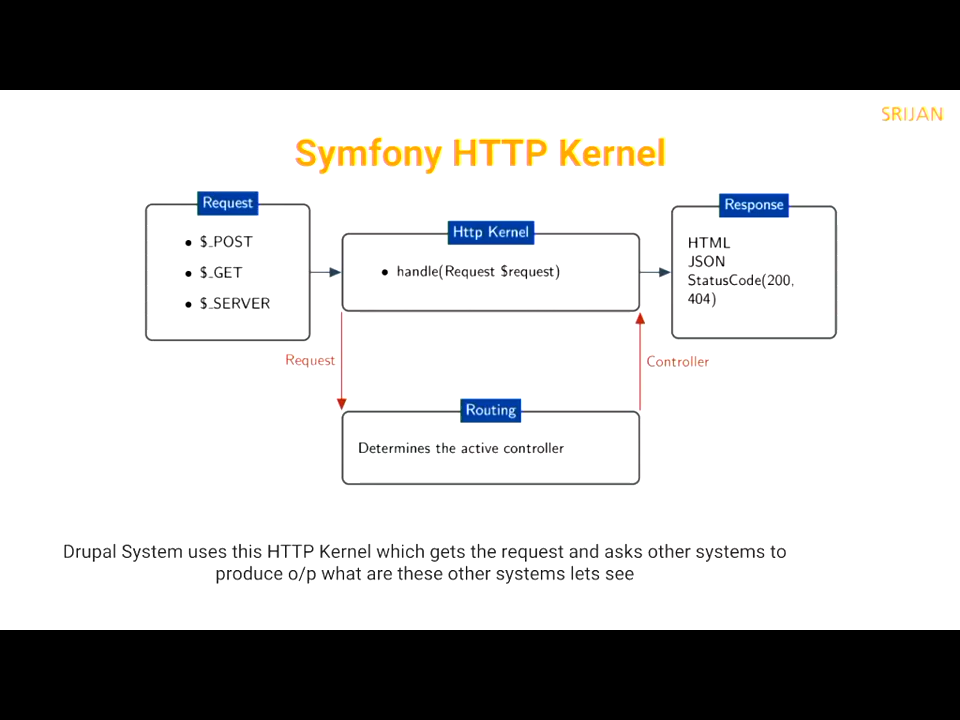 SRIJAN
Symfony HTTP Kernel
Request
• $_POST
• $_GET
• $_SERVER
Http Kernel
• handle(Request $request)
Response
HTML
JSON
StatusCode(200,
404)
Request
Controller
Routing
Determines the active controller
Drupal System uses this HTTP Kernel which gets the request and asks other systems to
produce o/p what are these other systems lets see